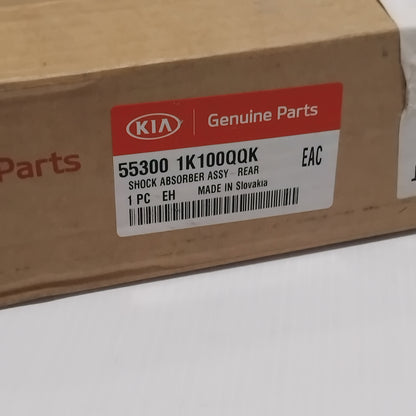 KIA Genuine Parts
Parts
55300 1K100QQK EAC
SHOCK ABSORBER ASSY-REAR
1 PC EH MADE IN Slovakia